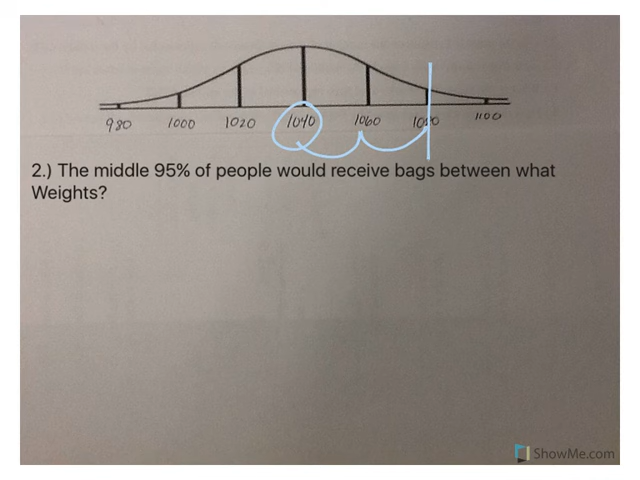 980 1000 1020 1040 1060 1080 1100
2.) The middle 95% of people would receive bags between what
Weights?
ShowMe.com